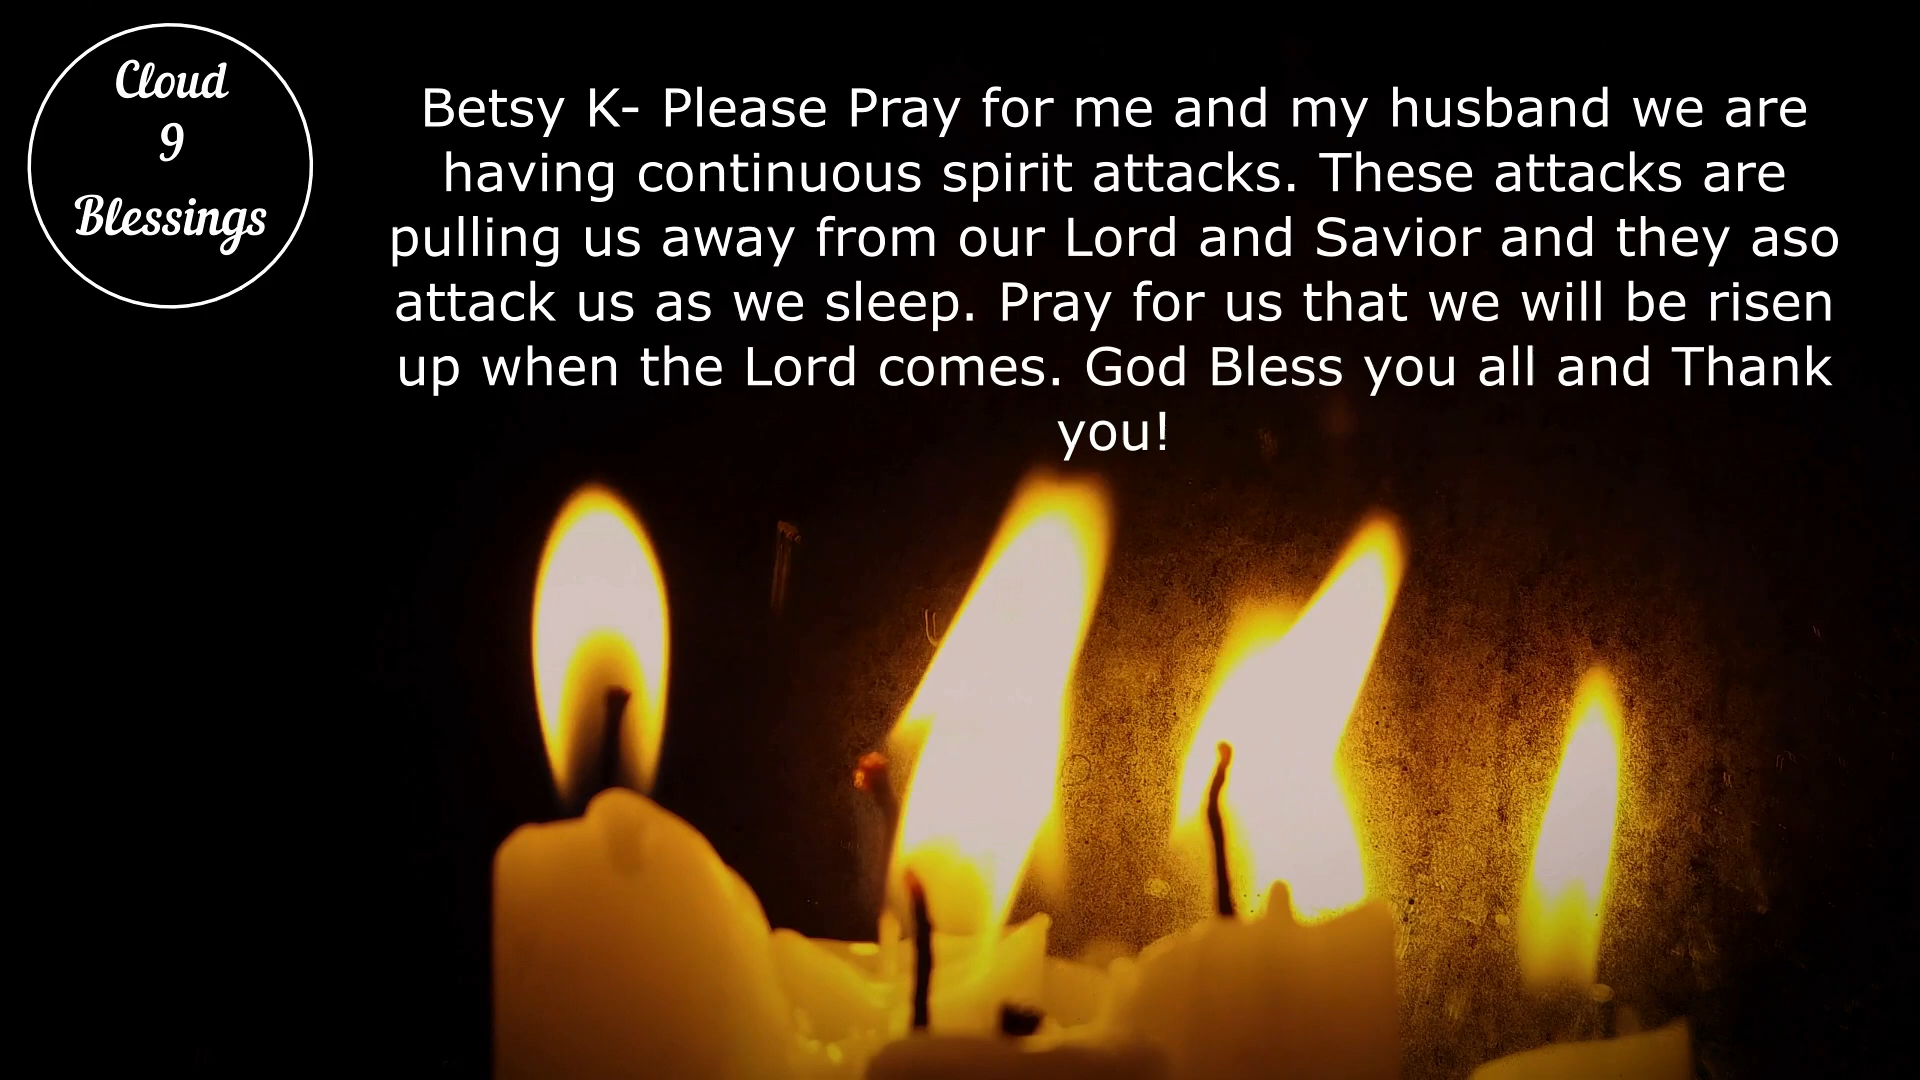 Cloud
9
Blessings
Betsy K- Please Pray for me and my husband we are
having continuous spirit attacks. These attacks are
pulling us away from our Lord and Savior and they aso
attack us as we sleep. Pray for us that we will be risen
up when the Lord comes. God Bless you all and Thank
you!